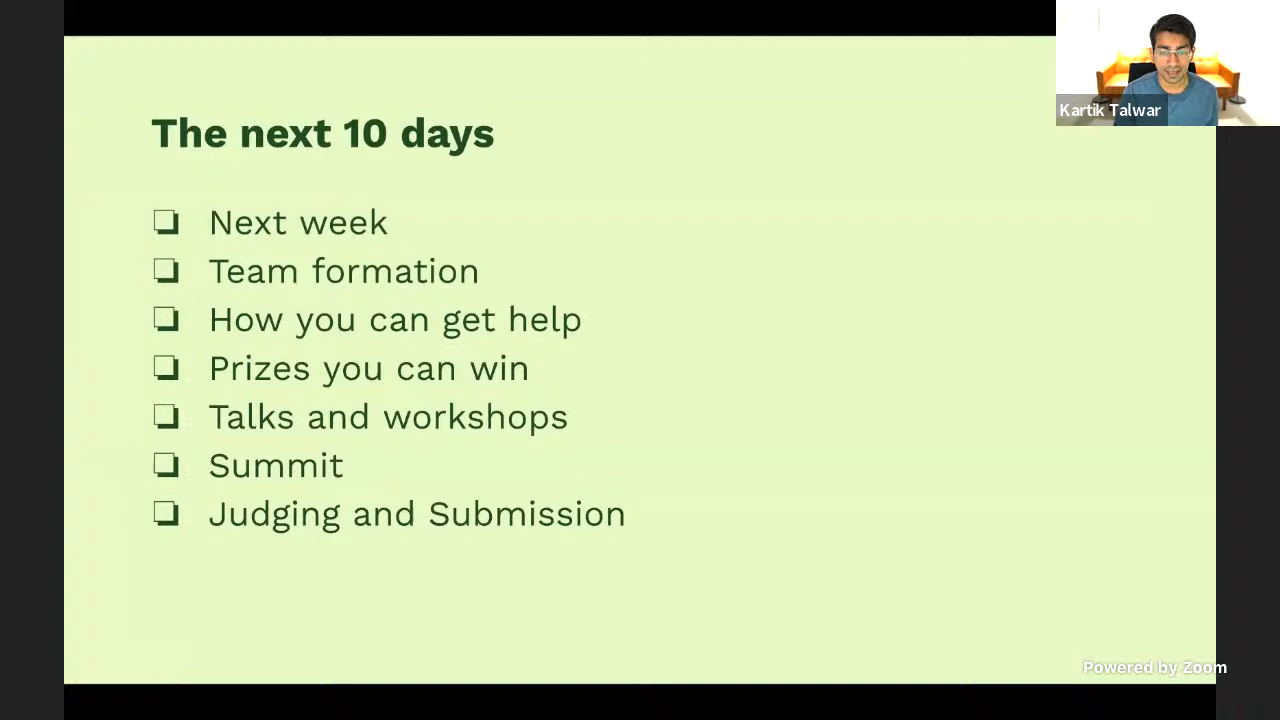 Kartik Talwar
The next 10 days
❏ Next week
❏ Team formation
❏ How you can get help
❏ Prizes you can win
❏ Talks and workshops
❏ Summit
❏ Judging and Submission
Powered by Zoom